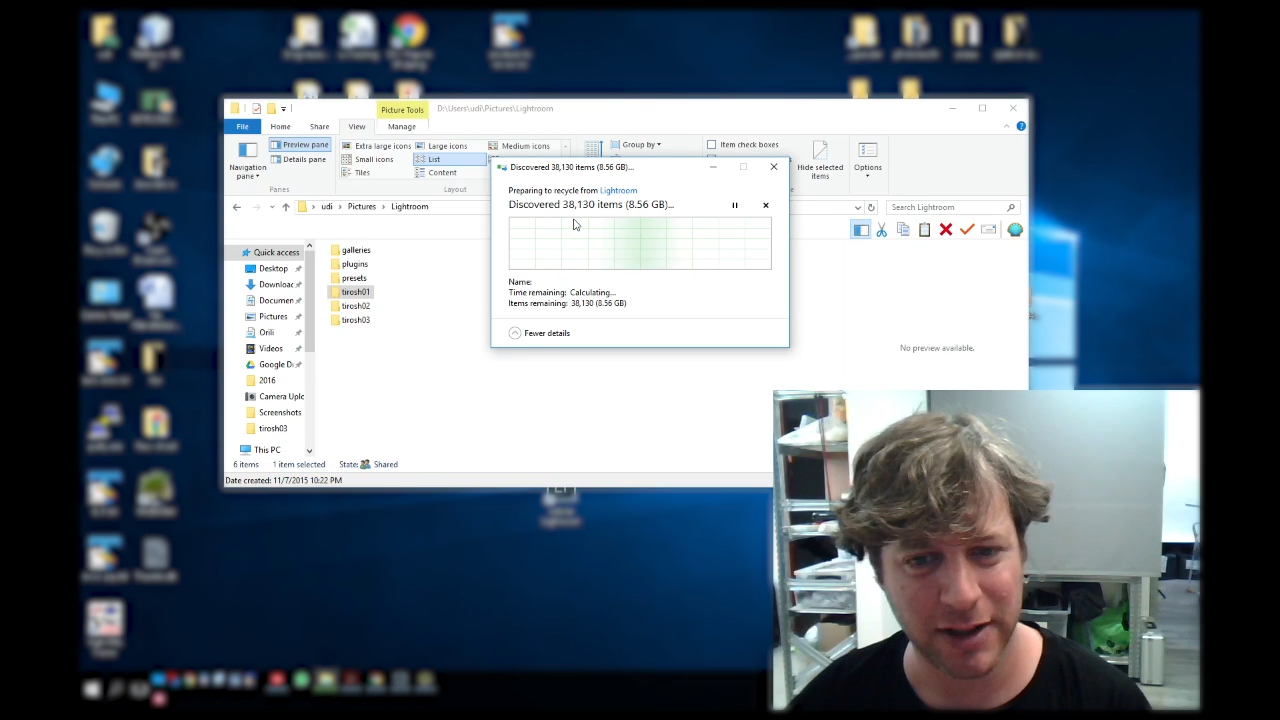 Picture Tools
D:\Users\udi\Pictures\Lightroom
File Home Share View Manage
Preview pane
Details pane
Navigation pane
Panes
Extra large icons Large icons Medium icons
Small icons List
Tiles Content
Layout
Group by
Item check boxes
Hide selected items
Options
udi Pictures Lightroom
Search Lightroom
Quick access
Desktop
Downloac
Documen
Pictures
Orili
Videos
Google D
2016
Camera Uplc
Screenshots
tirosh03
This PC
galleries
plugins
presets
tirosh01
tirosh02
tirosh03
Discovered 38,130 items (8.56 GB)...
Preparing to recycle from Lightroom
Discovered 38,130 items (8.56 GB)...
Name:
Time remaining: Calculating...
Items remaining: 38,130 (8.56 GB)
Fewer details
No preview available.
6 items 1 item selected State: Shared
Date created: 11/7/2015 10:22 PM